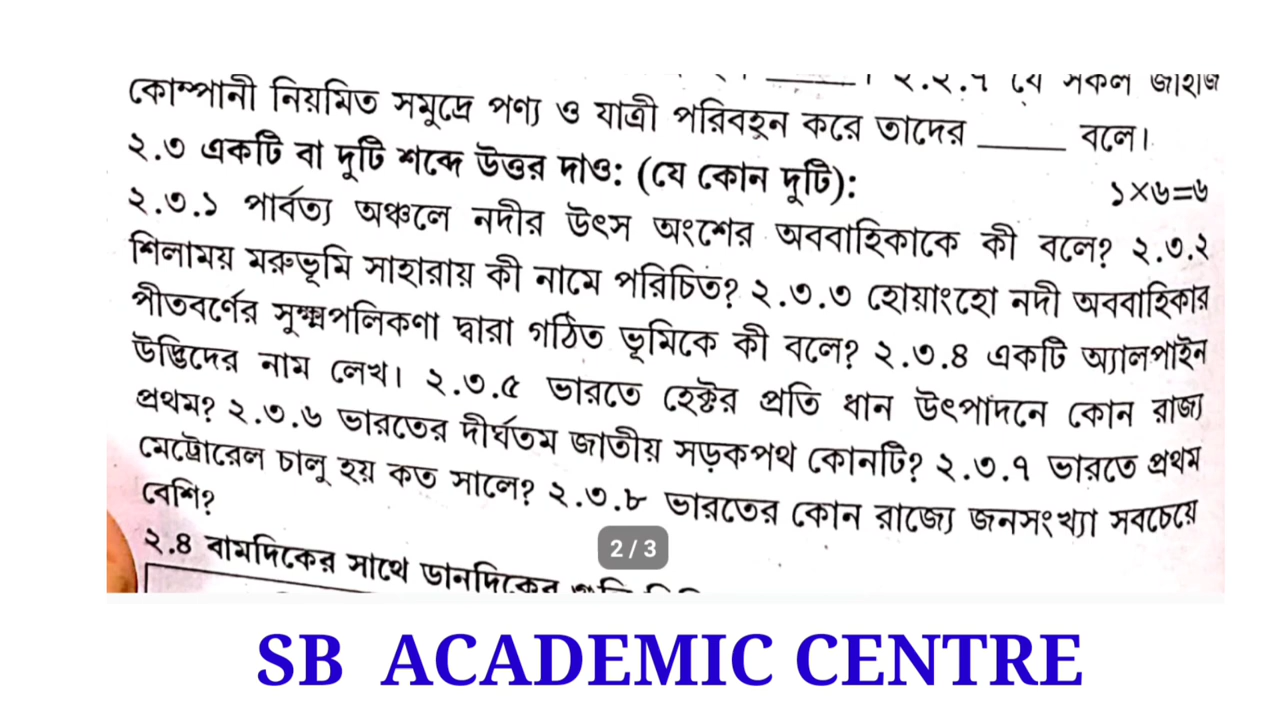 ২.২.৭ যে সকল জাহাজ
কোম্পানী নিয়মিত সমুদ্রে পণ্য ও যাত্রী পরিবহন করে তাদের ______ বলে।
২.৩ একটি বা দুটি শব্দে উত্তর দাও: (যে কোন দুটি): ১×৬=৬
২.৩.১ পার্বত্য অঞ্চলে নদীর উৎস অংশের অববাহিকাকে কী বলে? ২.৩.২
শিলাময় মরুভূমি সাহারায় কী নামে পরিচিত? ২.৩.৩ হোয়াংহো নদী অববাহিকার
পীতবর্ণের সুক্ষ্মপলিকণা দ্বারা গঠিত ভূমিকে কী বলে? ২.৩.৪ একটি অ্যালপাইন
উদ্ভিদের নাম লেখ। ২.৩.৫ ভারতে হেক্টর প্রতি ধান উৎপাদনে কোন রাজ্য
প্রথম? ২.৩.৬ ভারতের দীর্ঘতম জাতীয় সড়কপথ কোনটি? ২.৩.৭ ভারতে প্রথম
মেট্রোরেল চালু হয় কত সালে? ২.৩.৮ ভারতের কোন রাজ্যে জনসংখ্যা সবচেয়ে
বেশি?
২.৪ বামদিকের সাথে ডানদিকের
2/3
SB ACADEMIC CENTRE